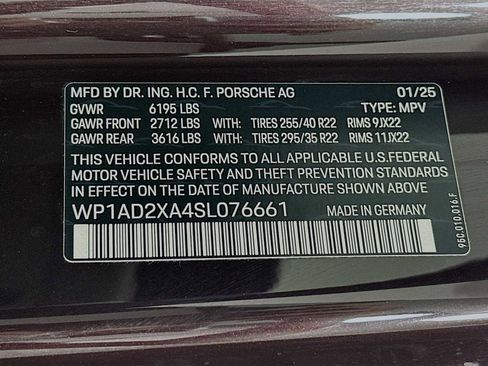 MFD BY DR. ING. H.C. F. PORSCHE AG 01/25
GVWR 6195 LBS TYPE: MPV
GAWR FRONT 2712 LBS WITH: TIRES 255/40 R22 RIMS 9JX22
GAWR REAR 3616 LBS WITH: TIRES 295/35 R22 RIMS 11JX22
THIS VEHICLE CONFORMS TO ALL APPLICABLE U.S.FEDERAL
MOTOR VEHICLE SAFETY AND THEFT PREVENTION STANDARDS
IN EFFECT ON THE DATE OF MANUFACTURE SHOWN ABOVE
WP1AD2XA4SL076661 MADE IN GERMANY
95C.010.016.F